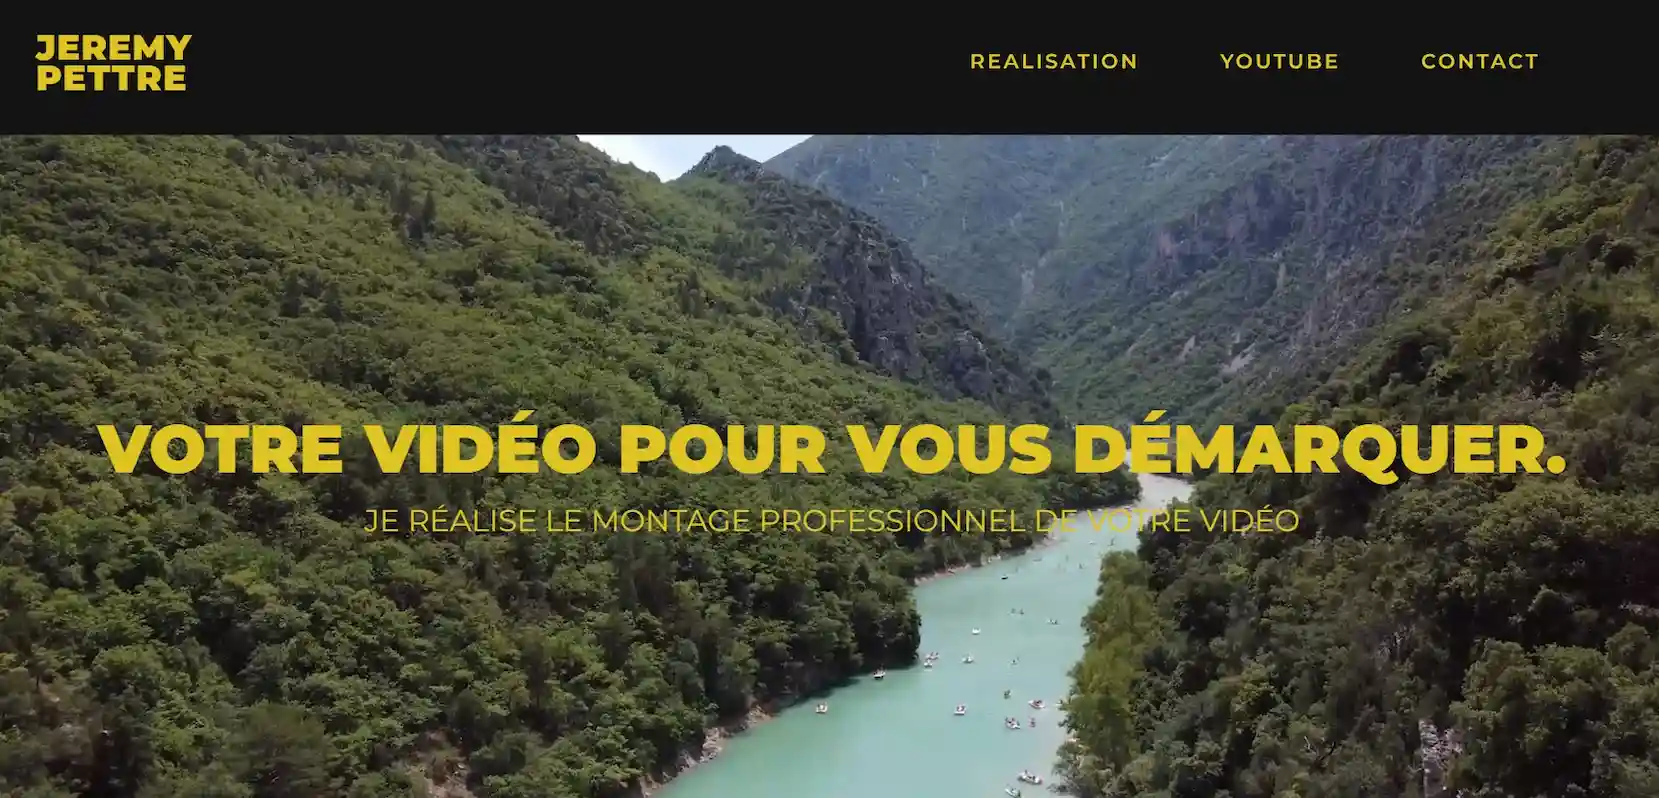 JEREMY
PETTRE
REALISATION
YOUTUBE
CONTACT
VOTRE VIDÉO POUR VOUS DÉMARQUER.
JE RÉALISE LE MONTAGE PROFESSIONNEL DE VOTRE VIDÉO